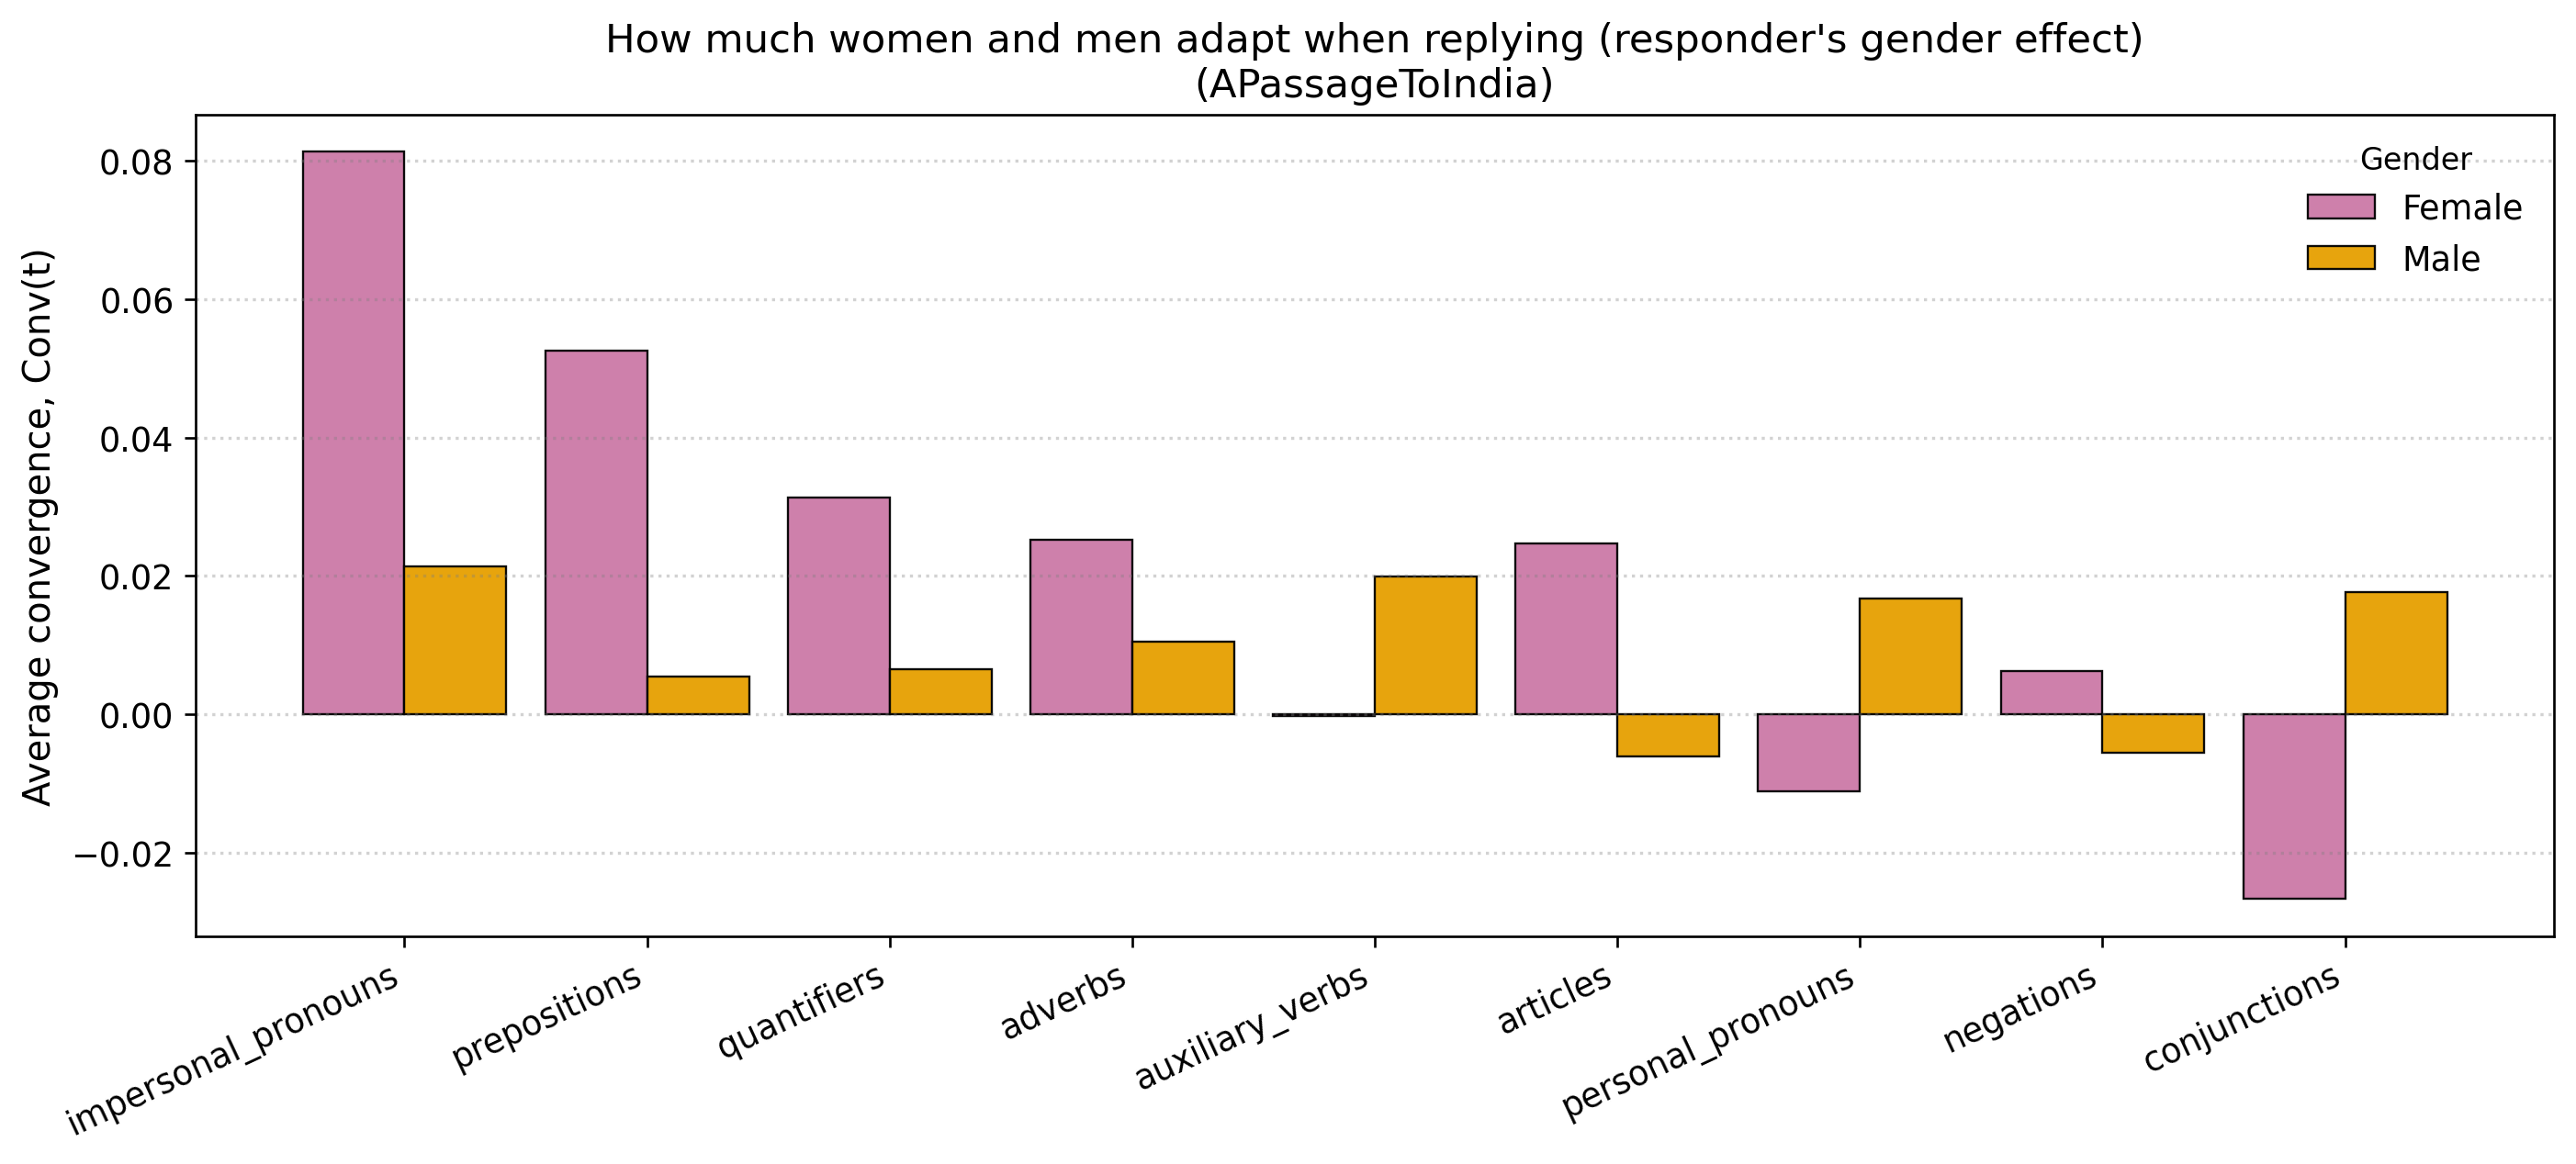 How much women and men adapt when replying (responder's gender effect)
(APassageToIndia)
Average convergence, Conv(t)
0.08
0.06
0.04
0.02
0.00
−0.02
Gender
Female
Male
impersonal_pronouns
prepositions
quantifiers
adverbs
auxiliary_verbs
articles
personal_pronouns
negations
conjunctions